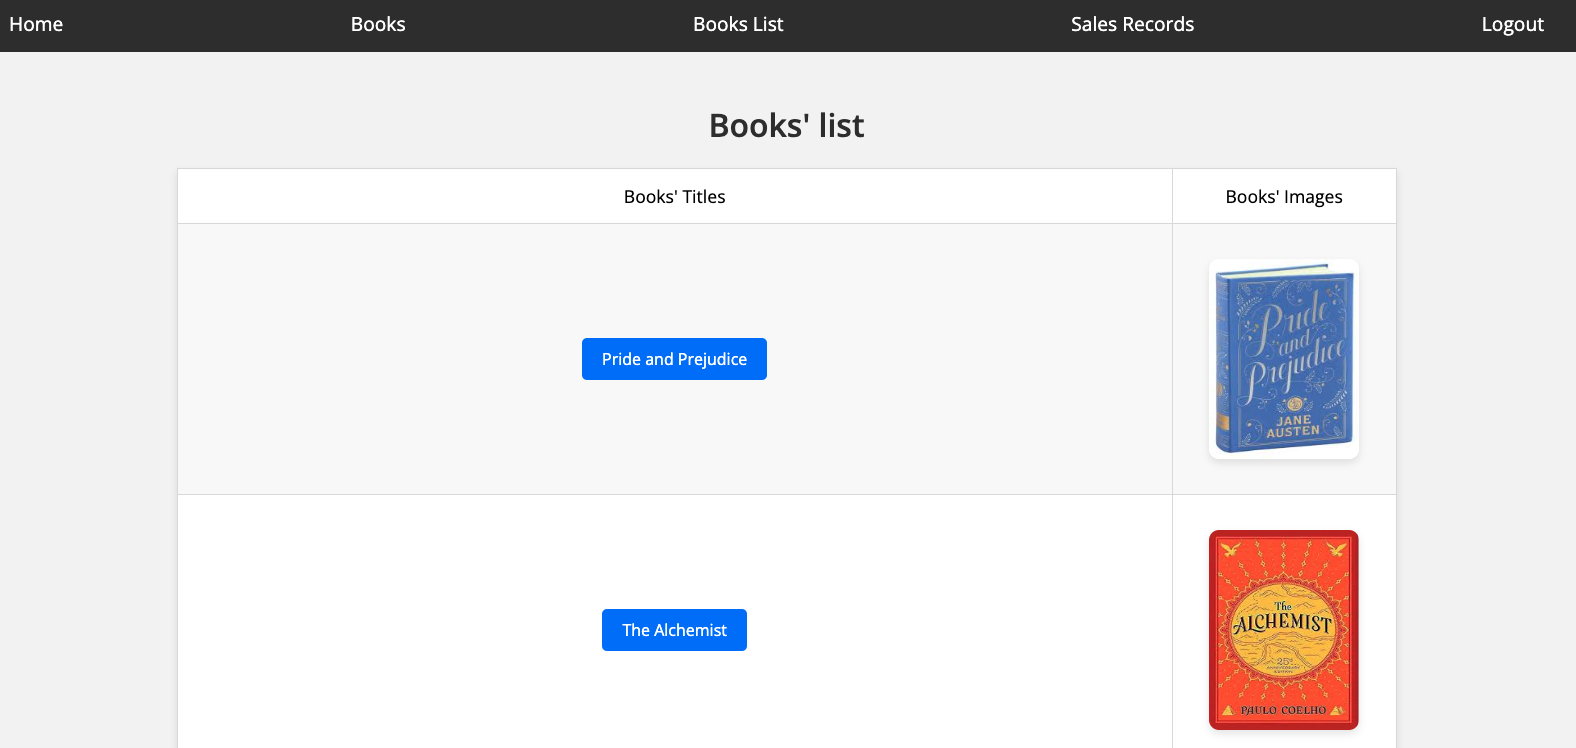 Home Books Books List Sales Records Logout
Books' list
Books' Titles Books' Images
Pride and Prejudice
Pride
and
Prejudice
JANE
AUSTEN
The Alchemist
The
ALCHEMIST
25th
PAULO COELHO